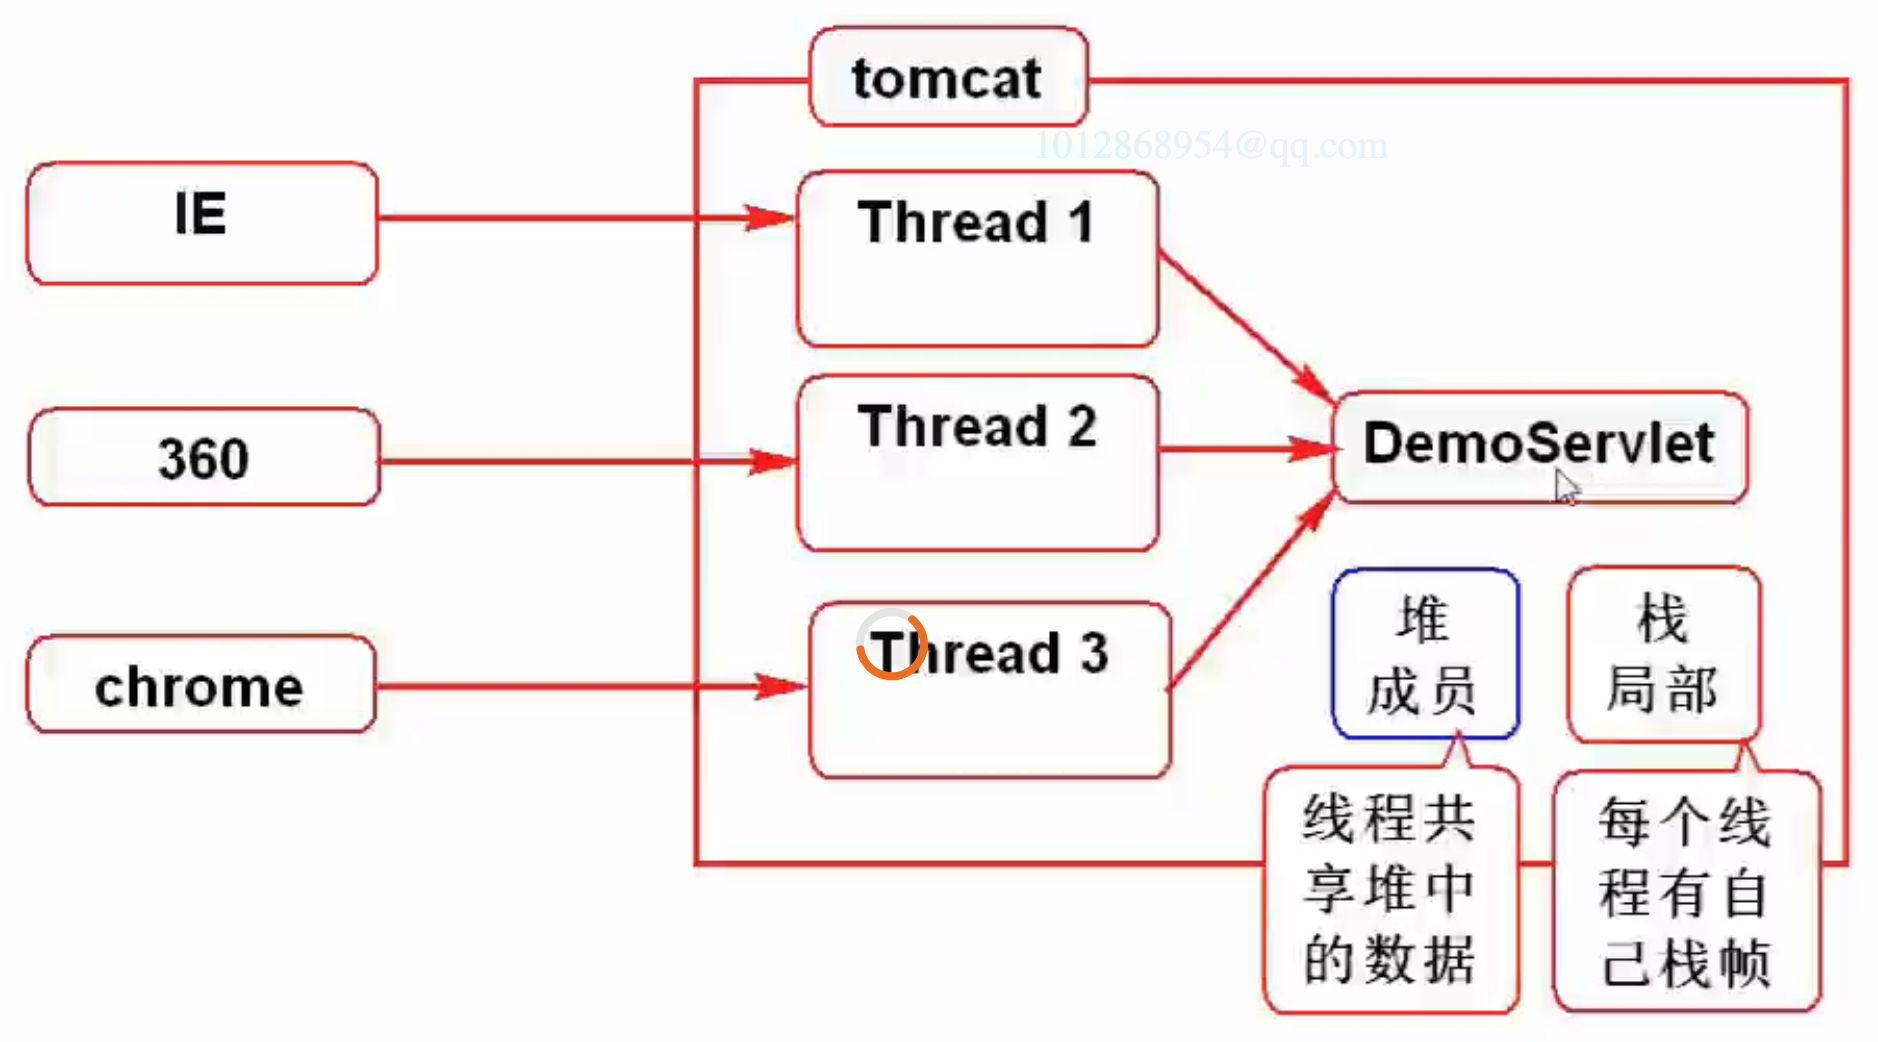 tomcat
1012868954@qq.com
IE
Thread 1
360
Thread 2
DemoServlet
chrome
Thread 3
堆
成员
栈
局部
线程共
享堆中
的数据
每个线
程有自
己栈帧